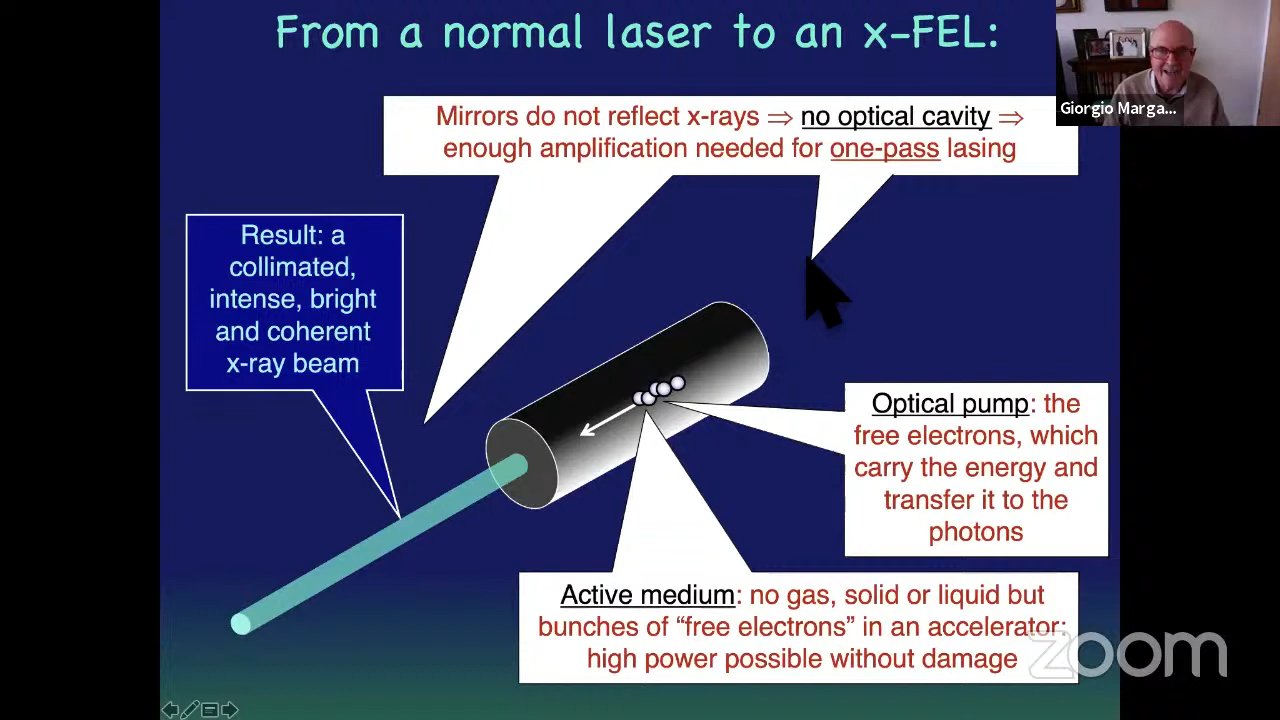 From a normal laser to an x-FEL:
Giorgio Marga...
Mirrors do not reflect x-rays ⇒ no optical cavity ⇒
enough amplification needed for one-pass lasing
Result: a
collimated,
intense, bright
and coherent
x-ray beam
Optical pump: the
free electrons, which
carry the energy and
transfer it to the
photons
Active medium: no gas, solid or liquid but
bunches of “free electrons” in an accelerator:
high power possible without damage
zoom